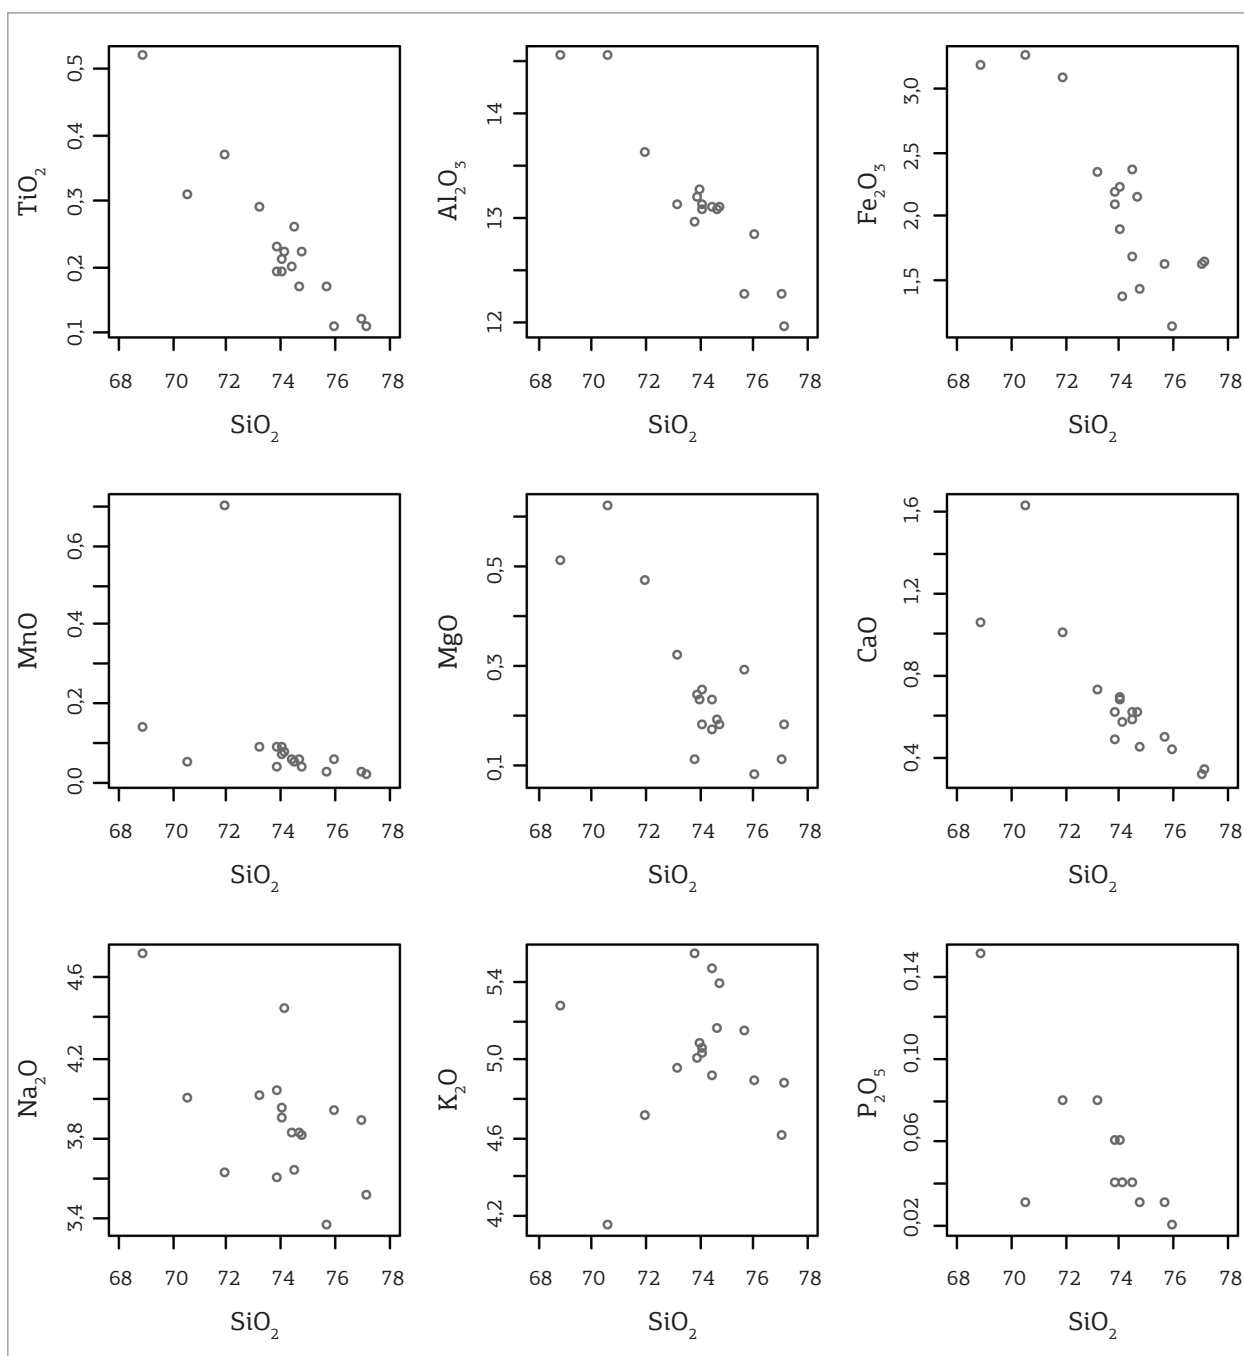 TiO₂
0,1 0,2 0,3 0,4 0,5
68 70 72 74 76 78
SiO₂
Al₂O₃
12 13 14
68 70 72 74 76 78
SiO₂
Fe₂O₃
1,5 2,0 2,5 3,0
68 70 72 74 76 78
SiO₂
MnO
0,0 0,2 0,4 0,6
68 70 72 74 76 78
SiO₂
MgO
0,1 0,3 0,5
68 70 72 74 76 78
SiO₂
CaO
0,4 0,8 1,2 1,6
68 70 72 74 76 78
SiO₂
Na₂O
3,4 3,8 4,2 4,6
68 70 72 74 76 78
SiO₂
K₂O
4,2 4,6 5,0 5,4
68 70 72 74 76 78
SiO₂
P₂O₅
0,02 0,06 0,10 0,14
68 70 72 74 76 78
SiO₂